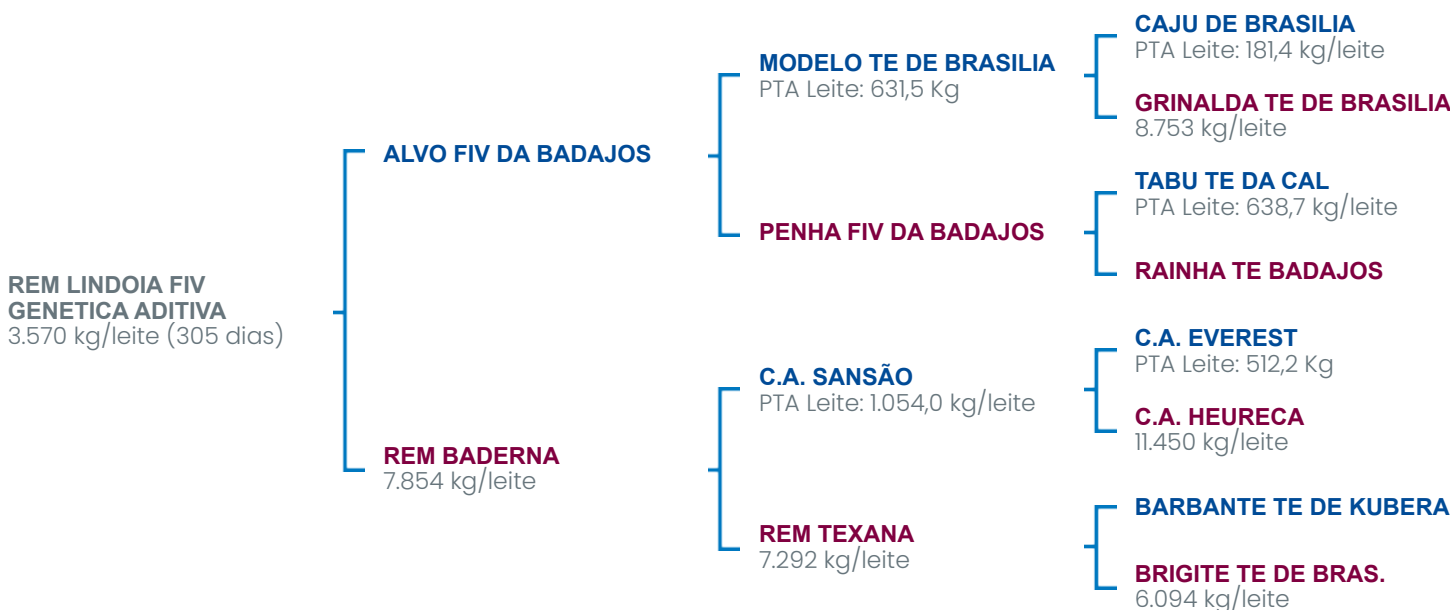 REM LINDOIA FIV
GENETICA ADITIVA
3.570 kg/leite (305 dias)
ALVO FIV DA BADAJOS
REM BADERNA
7.854 kg/leite
MODELO TE DE BRASILIA
PTA Leite: 631,5 Kg
PENHA FIV DA BADAJOS
C.A. SANSÃO
PTA Leite: 1.054,0 kg/leite
REM TEXANA
7.292 kg/leite
CAJU DE BRASILIA
PTA Leite: 181,4 kg/leite
GRINALDA TE DE BRASILIA
8.753 kg/leite
TABU TE DA CAL
PTA Leite: 638,7 kg/leite
RAINHA TE BADAJOS
C.A. EVEREST
PTA Leite: 512,2 Kg
C.A. HEURECA
11.450 kg/leite
BARBANTE TE DE KUBERA
BRIGITE TE DE BRAS.
6.094 kg/leite